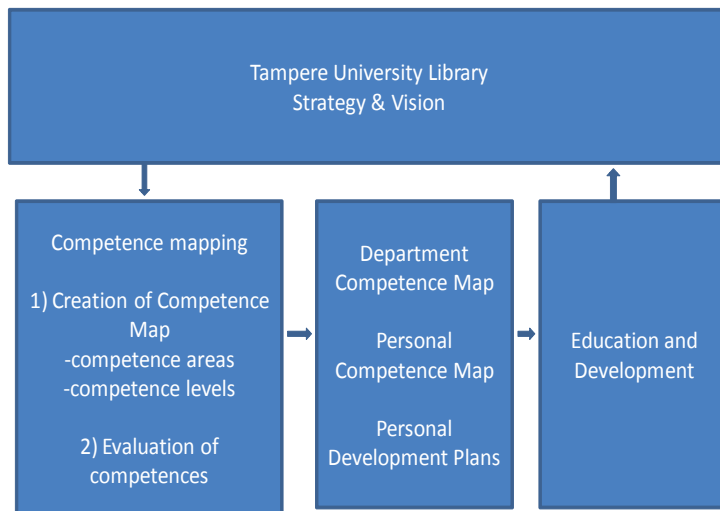 Tampere University Library
Strategy & Vision
Competence mapping
1) Creation of Competence
Map
-competence areas
-competence levels
2) Evaluation of
competences
Department
Competence Map
Personal
Competence Map
Personal
Development Plans
Education and
Development